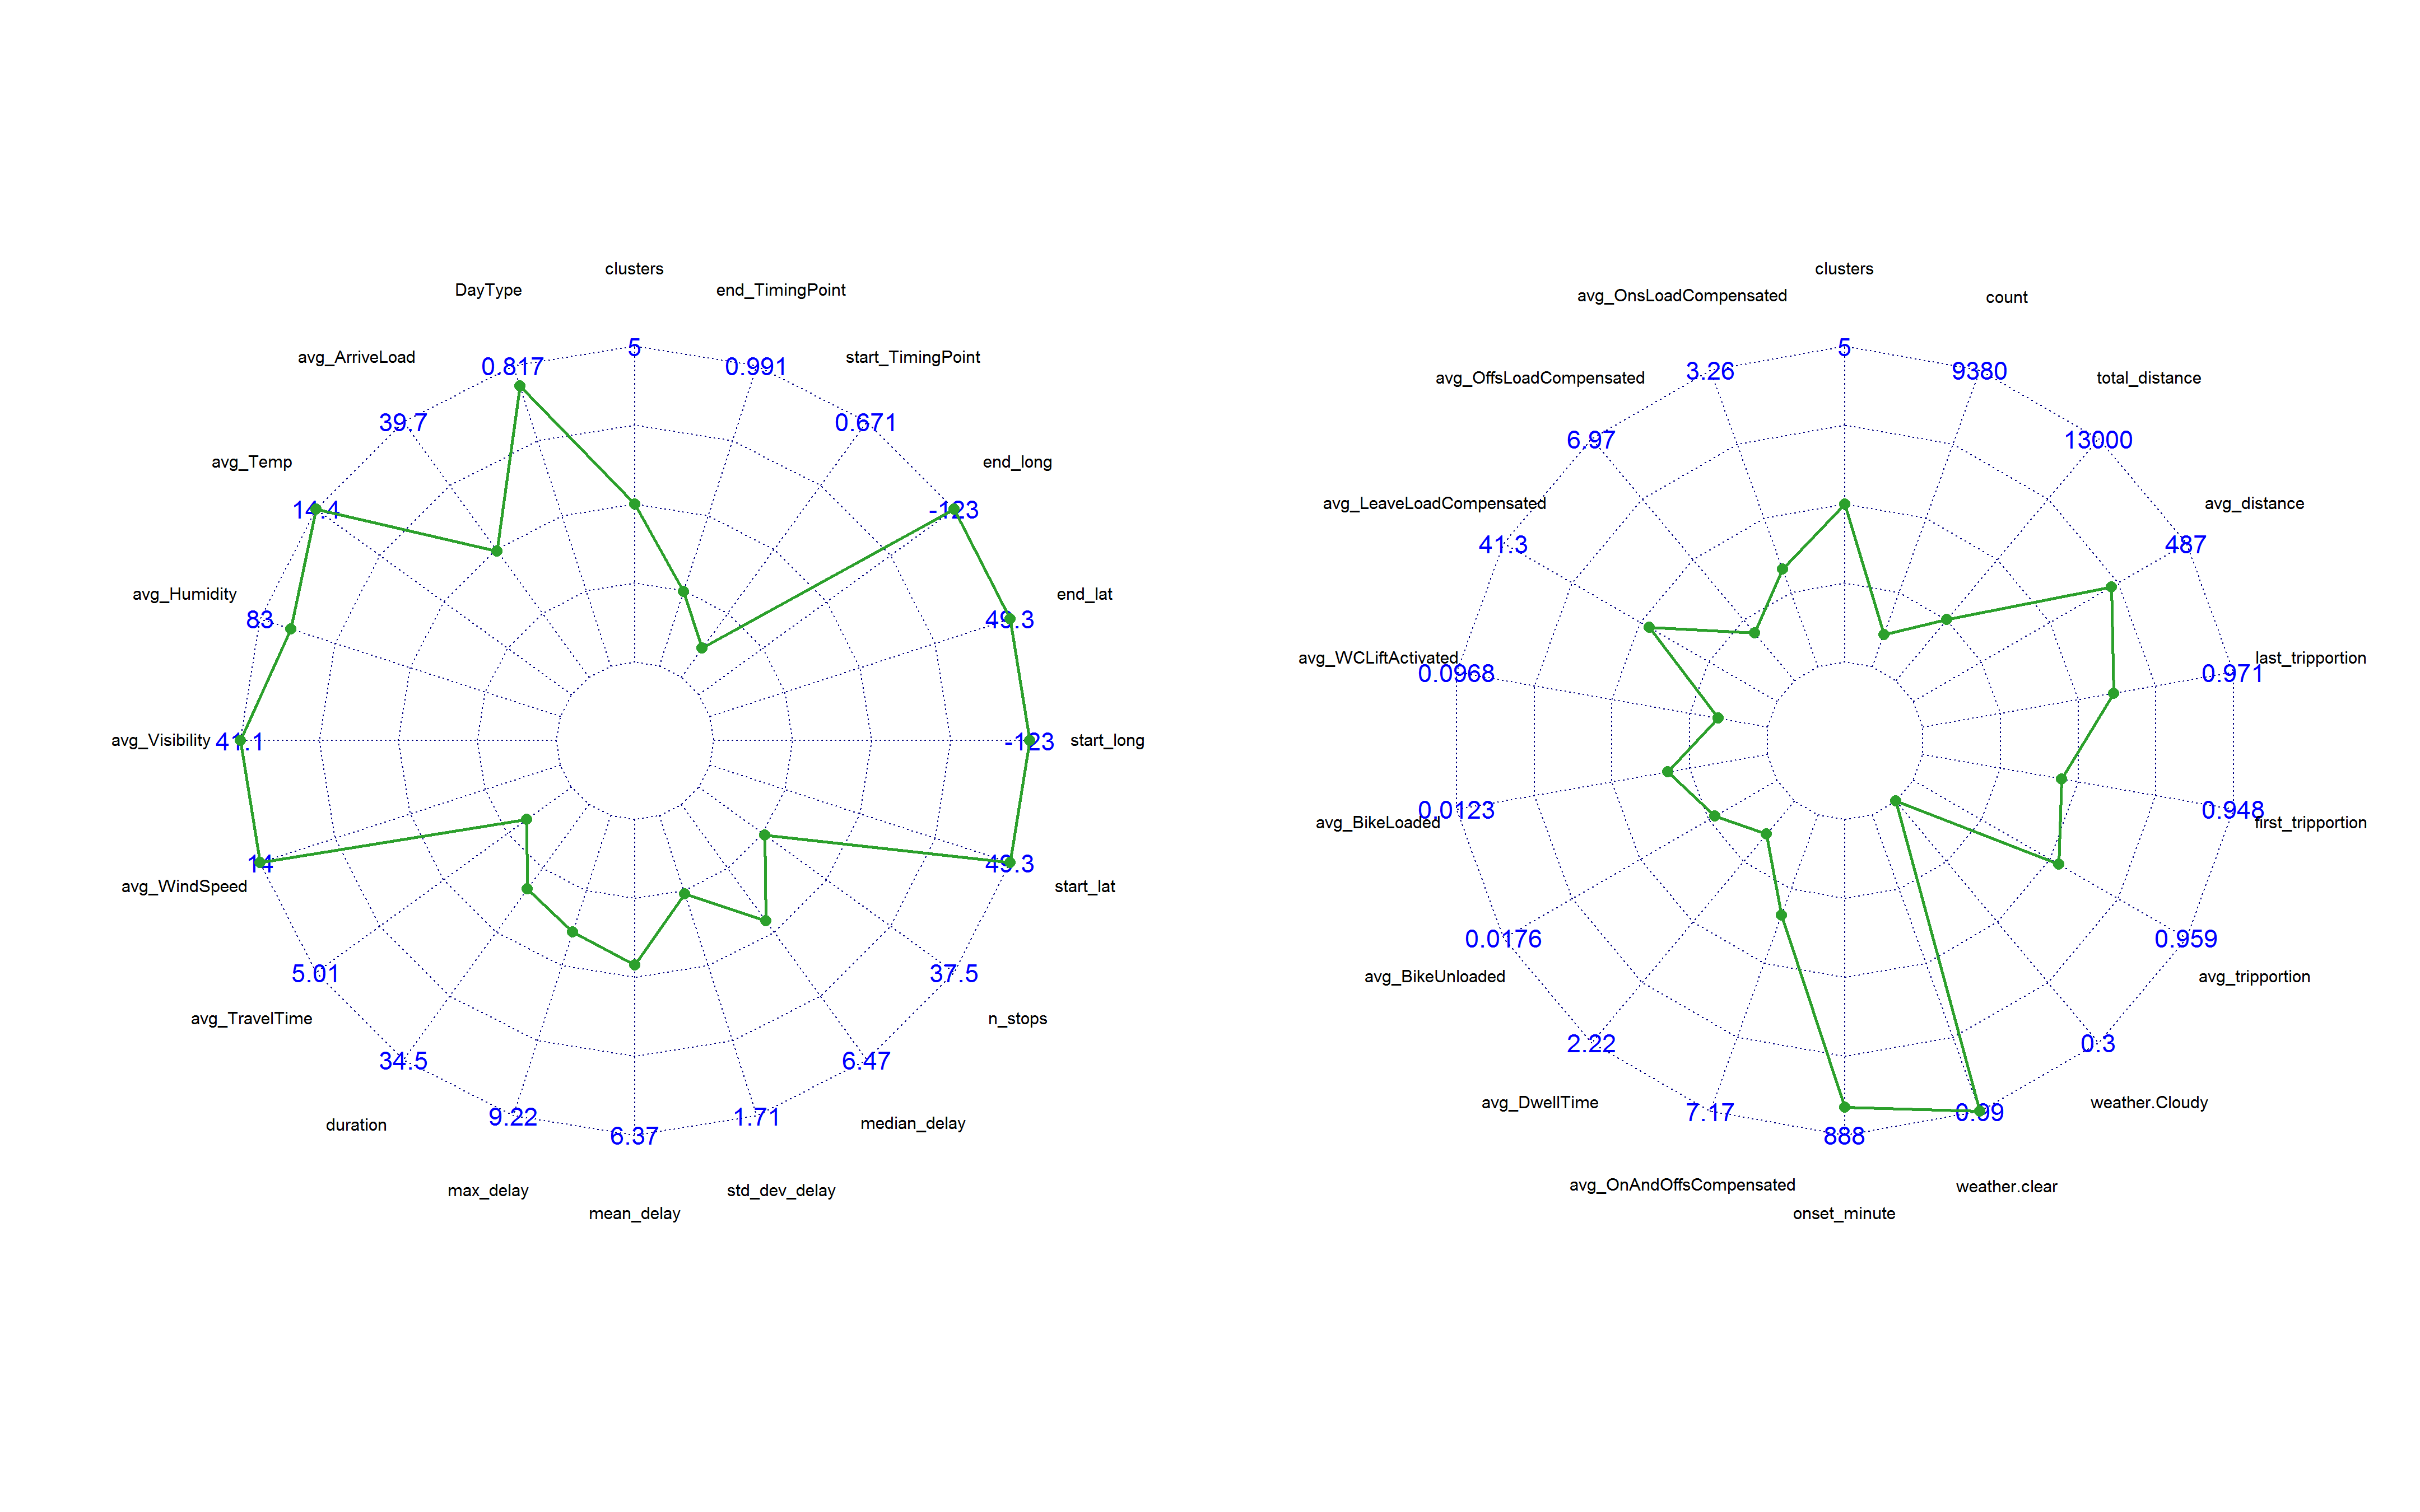 clusters
DayType
end_TimingPoint
avg_ArriveLoad
start_TimingPoint
5
0.817
0.991
39.7
0.671
avg_Temp
end_long
14.4
-123
avg_Humidity
end_lat
83
49.3
avg_Visibility
41.1
-123
start_long
14
49.3
avg_WindSpeed
start_lat
5.01
37.5
avg_TravelTime
n_stops
34.5
6.47
9.22
1.71
6.37
duration
median_delay
max_delay
std_dev_delay
mean_delay
clusters
avg_OnsLoadCompensated
count
5
3.26
9380
avg_OffsLoadCompensated
total_distance
6.97
13000
avg_LeaveLoadCompensated
avg_distance
41.3
487
avg_WCLiftActivated
last_tripportion
0.0968
0.971
0.0123
0.948
avg_BikeLoaded
first_tripportion
0.0176
0.959
avg_BikeUnloaded
avg_tripportion
2.22
0.3
avg_DwellTime
weather.Cloudy
7.17
0.99
888
avg_OnAndOffsCompensated
weather.clear
onset_minute